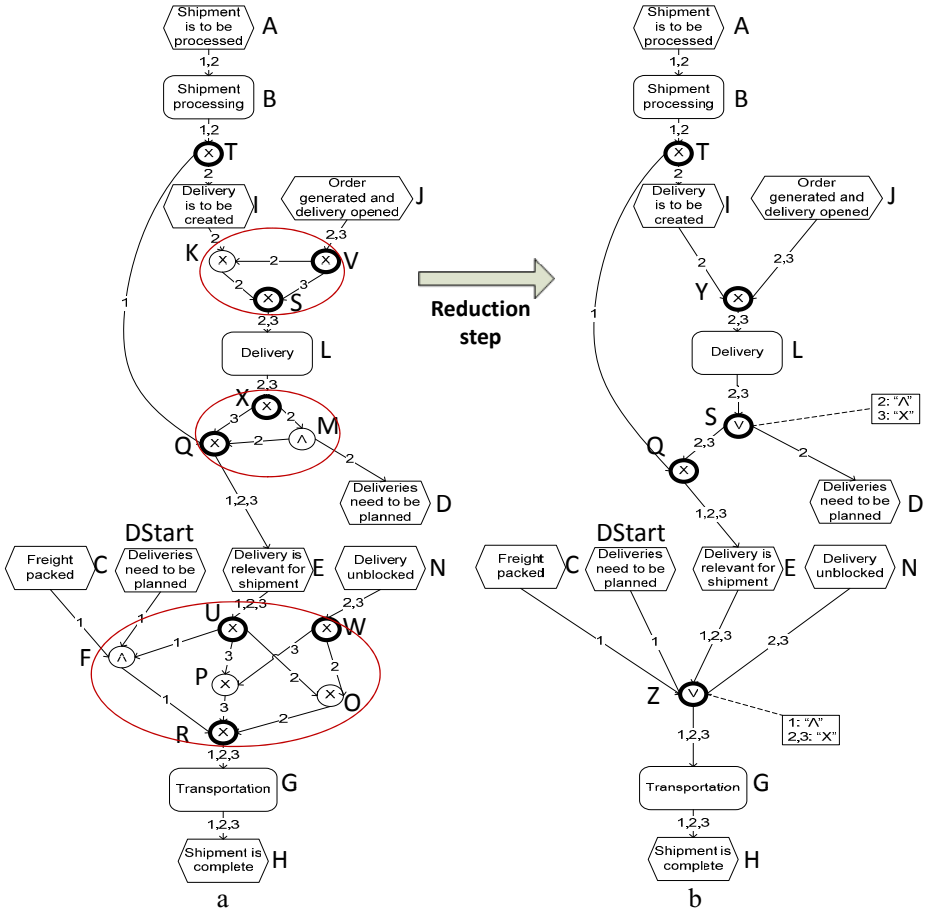 Shipment
is to be
processed
A
1,2
Shipment
processing
B
1,2
X
T
2
Delivery
is to be
created
I
Order
generated and
delivery opened
J
2
2,3
K
X
2
X
V
2
3
X
S
2,3
1
Delivery
L
2,3
X
X
3
2
M
Q
X
2
Λ
2
1,2,3
Deliveries
need to be
planned
D
DStart
Freight
packed
C
Deliveries
need to be
planned
Delivery is
relevant for
shipment
E
Delivery
unblocked
N
1
1
1,2,3
2,3
U
X
X
W
F
Λ
1
3
3
2
P
X
2
X
O
1
3
2
R
X
1,2,3
Transportation
G
1,2,3
Shipment is
complete
H
a
Reduction
step
Shipment
is to be
processed
A
1,2
Shipment
processing
B
1,2
X
T
2
Delivery
is to be
created
I
Order
generated and
delivery opened
J
2
2,3
Y
X
1
2,3
Delivery
L
2,3
S
V
2: “Λ”
3: “X”
Q
2,3
X
2
1,2,3
Deliveries
need to be
planned
D
DStart
Freight
packed
C
Deliveries
need to be
planned
Delivery is
relevant for
shipment
E
Delivery
unblocked
N
1
1
1,2,3
2,3
Z
V
1: “Λ”
2,3: “X”
1,2,3
Transportation
G
1,2,3
Shipment is
complete
H
b